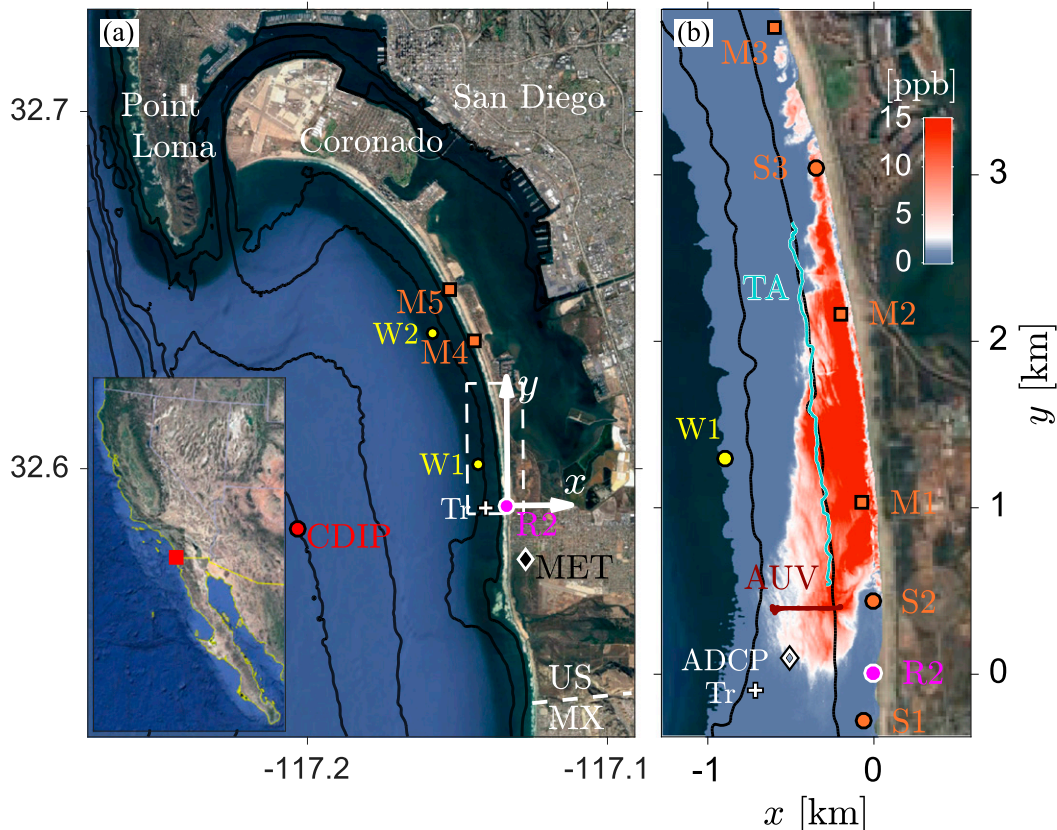 (a)
Point
Loma
San Diego
Coronado
32.7
M5
W2
M4
y
W1
32.6
x
Tr
R2
CDIP
MET
US
MX
-117.2
-117.1
(b)
M3
[ppb]
15
10
5
0
S3
3
TA
M2
2
y [km]
W1
M1
1
AUV
S2
ADCP
0
R2
Tr
S1
-1
0
x [km]